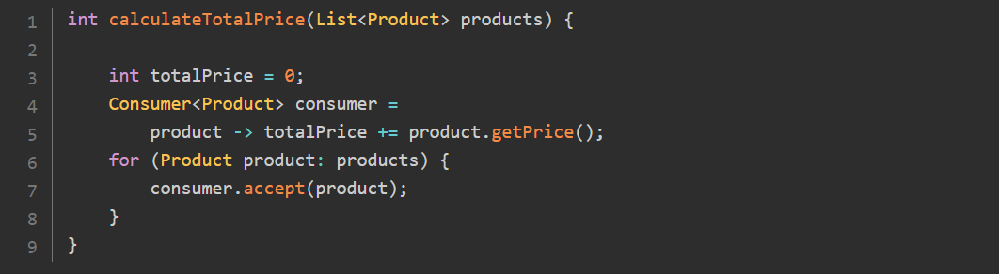 1 int calculateTotalPrice(List<Product> products) {
2
3     int totalPrice = 0;
4     Consumer<Product> consumer =
5         product -> totalPrice += product.getPrice();
6     for (Product product: products) {
7         consumer.accept(product);
8     }
9 }